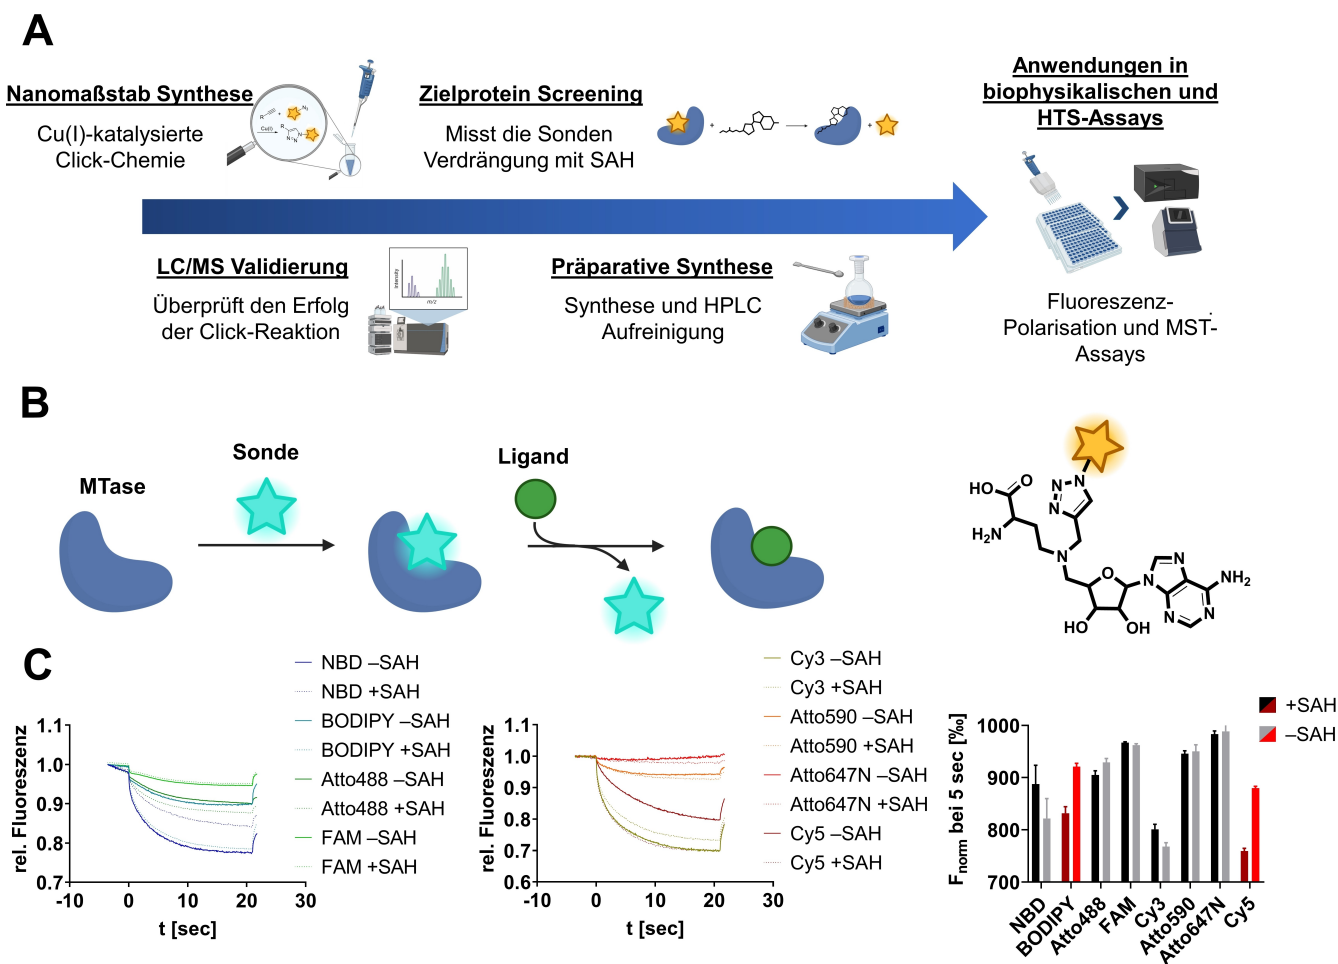 A
Nanomaßstab Synthese
Cu(I)-katalysierte
Click-Chemie
R
+
N₃
Cu(I)
R
N
N=N
Zielprotein Screening
Misst die Sonden
Verdrängung mit SAH
+
+
Anwendungen in
biophysikalischen und
HTS-Assays
LC/MS Validierung
Überprüft den Erfolg
der Click-Reaktion
Intensity
m/z
Präparative Synthese
Synthese und HPLC
Aufreinigung
Fluoreszenz-
Polarisation und MST-
Assays
B
MTase
Sonde
Ligand
HO
O
H₂N
N
N
N
N
O
N
N
N
N
NH₂
HO
OH
C
rel. Fluoreszenz
1.1
1.0
0.9
0.8
0.7
-10
0
10
20
30
t [sec]
NBD –SAH
NBD +SAH
BODIPY –SAH
BODIPY +SAH
Atto488 –SAH
Atto488 +SAH
FAM –SAH
FAM +SAH
rel. Fluoreszenz
1.1
1.0
0.9
0.8
0.7
0.6
-10
0
10
20
30
t [sec]
Cy3 –SAH
Cy3 +SAH
Atto590 –SAH
Atto590 +SAH
Atto647N –SAH
Atto647N +SAH
Cy5 –SAH
Cy5 +SAH
Fnorm bei 5 sec [‰]
1000
900
800
700
NBD
BODIPY
Atto488
FAM
Cy3
Atto590
Atto647N
Cy5
+SAH
–SAH